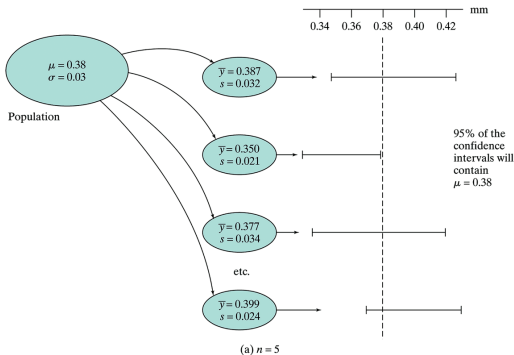 mm
0.34 0.36 0.38 0.40 0.42
μ = 0.38
σ = 0.03
Population
y̅ = 0.387
s = 0.032
y̅ = 0.350
s = 0.021
95% of the
confidence
intervals will
contain
μ = 0.38
y̅ = 0.377
s = 0.034
etc.
y̅ = 0.399
s = 0.024
(a) n = 5